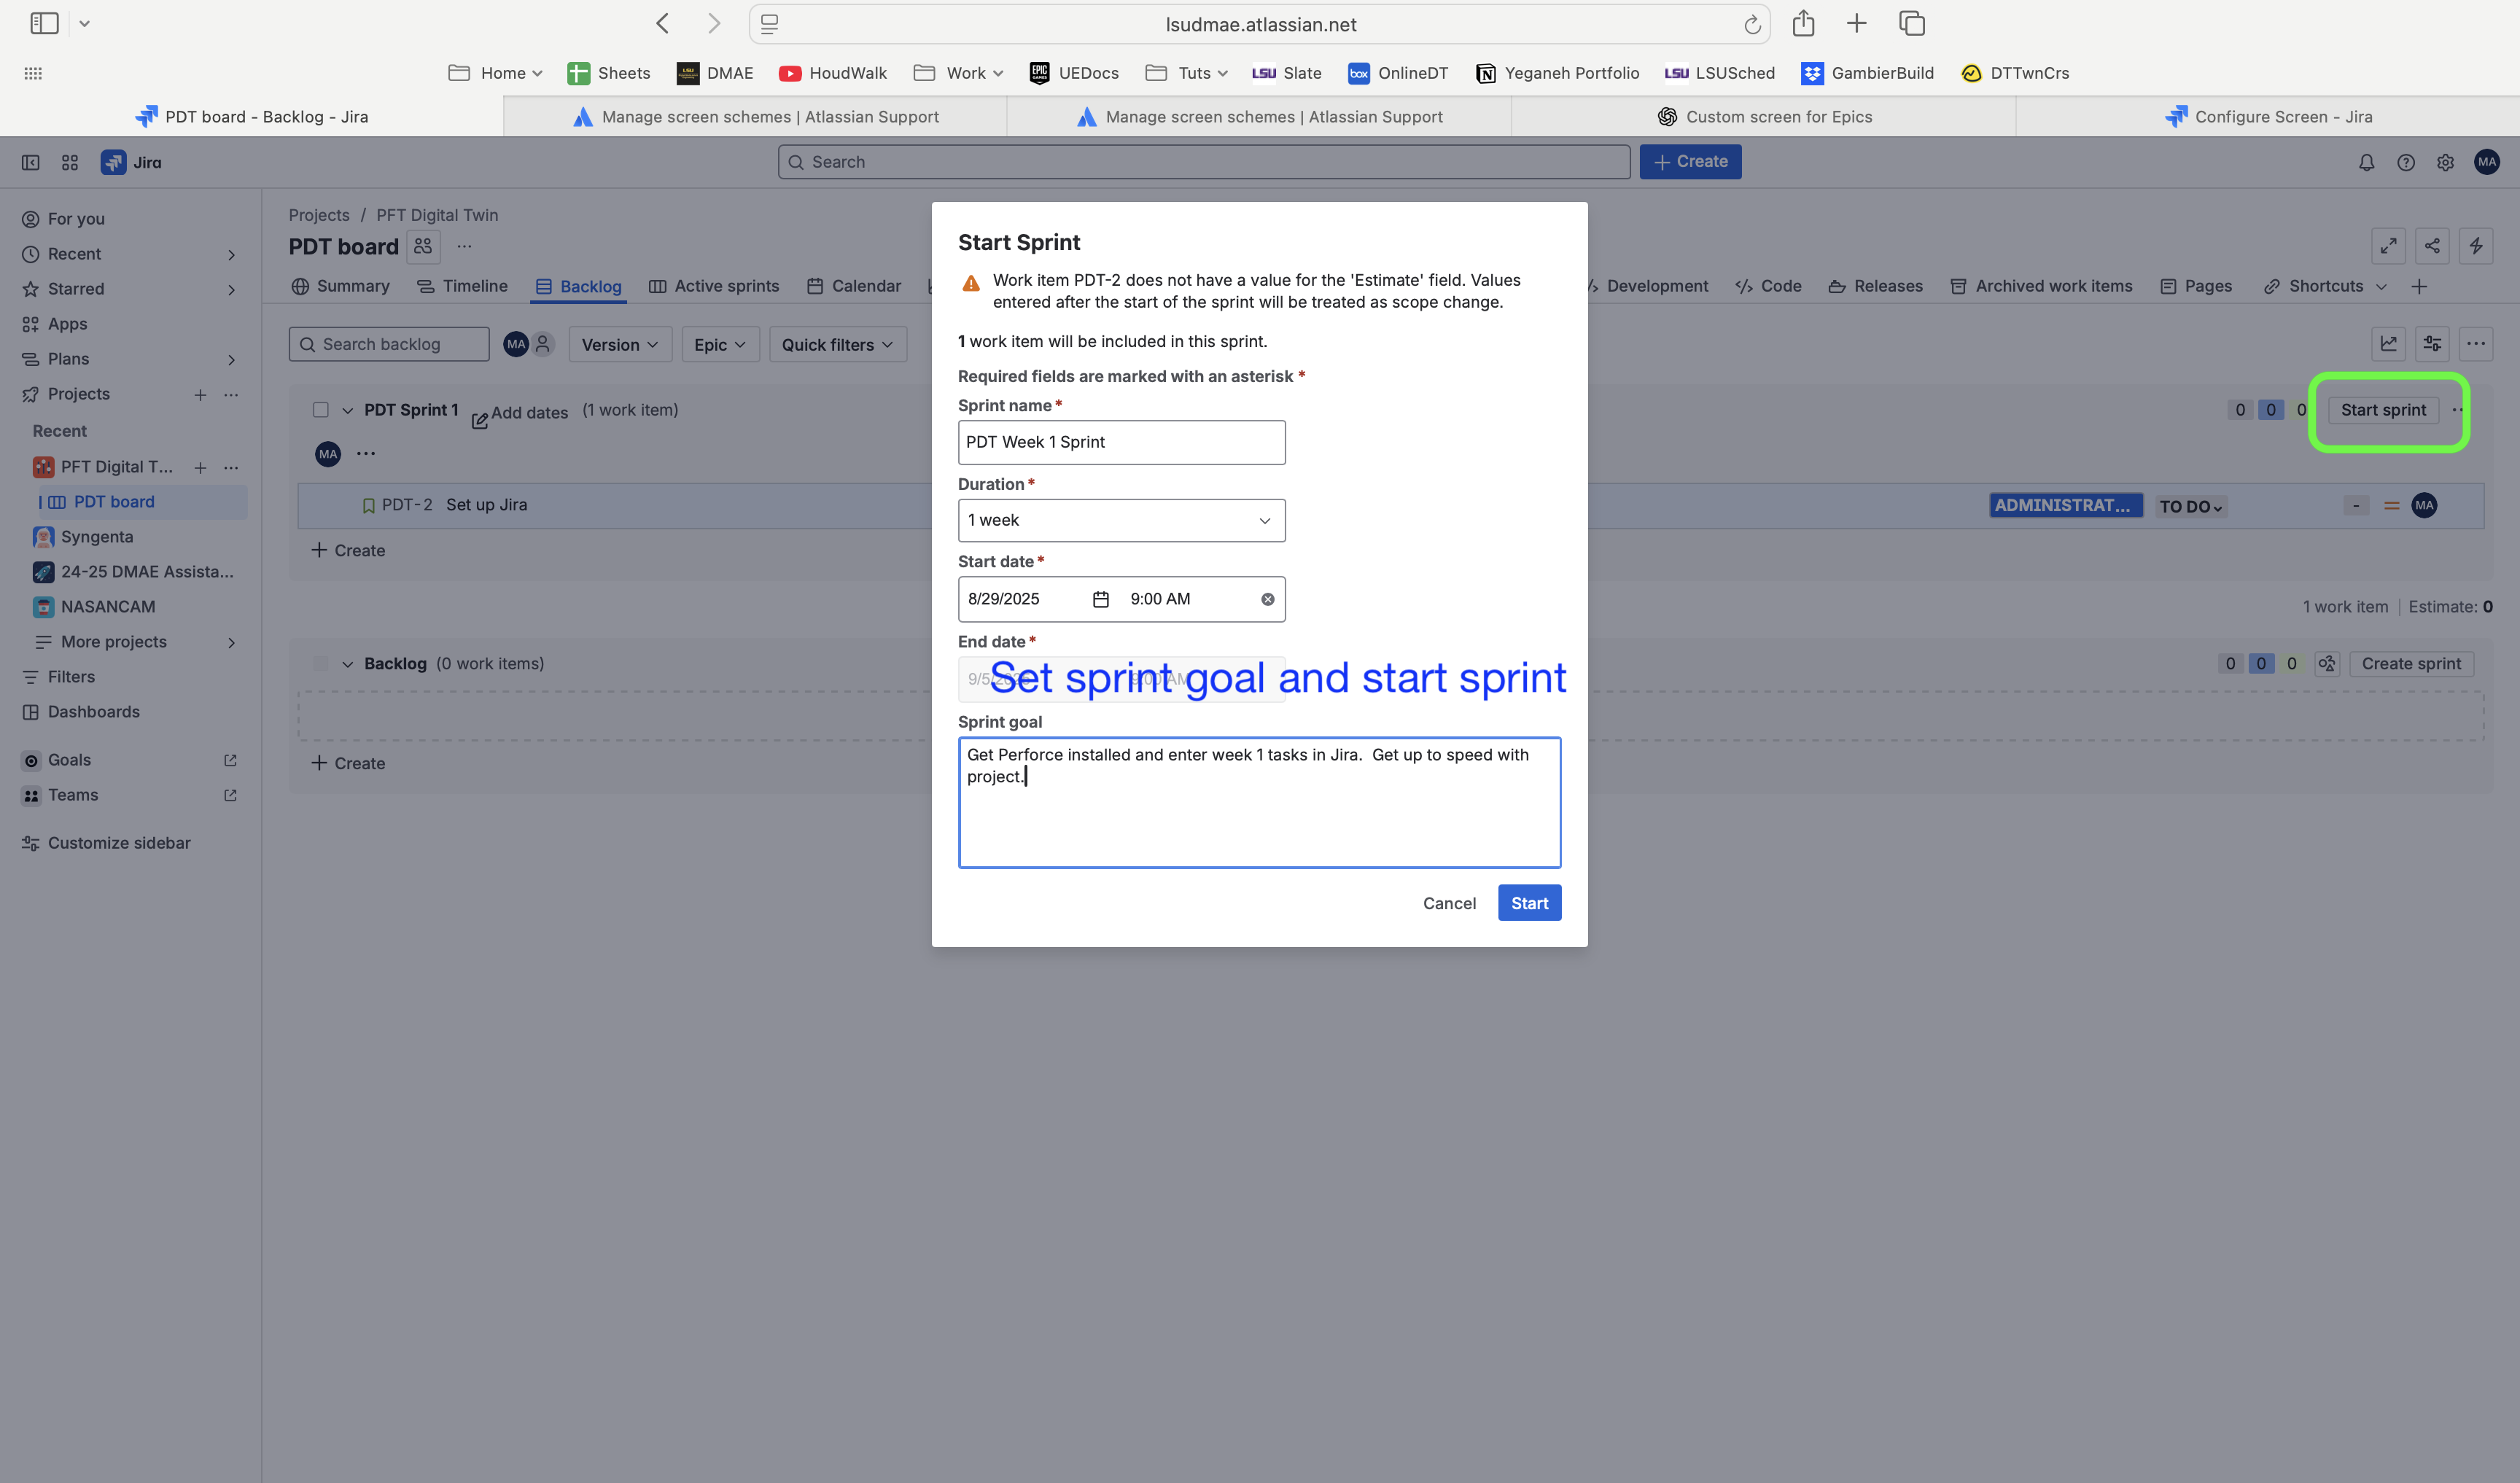 lsudmae.atlassian.net
Home Sheets DMAE HoudWalk Work UEDocs Tuts LSU Slate box OnlineDT Yeganeh Portfolio LSU LSUSched GambierBuild DTTwnCrs
PDT board - Backlog - Jira
Manage screen schemes | Atlassian Support
Manage screen schemes | Atlassian Support
Custom screen for Epics
Configure Screen - Jira
Jira
Search
+ Create
MA
For you
Recent
Starred
Apps
Plans
Projects
Recent
PFT Digital T...
PDT board
Syngenta
24-25 DMAE Assista...
NASANCAM
More projects
Filters
Dashboards
Goals
Teams
Customize sidebar
Projects / PFT Digital Twin
PDT board
Summary Timeline Backlog Active sprints Calendar
Development Code Releases Archived work items Pages Shortcuts
Search backlog
MA
Version Epic Quick filters
PDT Sprint 1 Add dates (1 work item)
0 0 0 Start sprint
MA ...
PDT-2 Set up Jira
ADMINISTRAT... TO DO - MA
+ Create
1 work item | Estimate: 0
Backlog (0 work items)
0 0 0 Create sprint
+ Create
Start Sprint
Work item PDT-2 does not have a value for the 'Estimate' field. Values
entered after the start of the sprint will be treated as scope change.
1 work item will be included in this sprint.
Required fields are marked with an asterisk *
Sprint name *
PDT Week 1 Sprint
Duration *
1 week
Start date *
8/29/2025 9:00 AM
End date *
9/5/2025 9:00 AM
Set sprint goal and start sprint
Sprint goal
Get Perforce installed and enter week 1 tasks in Jira.  Get up to speed with
project.
Cancel Start